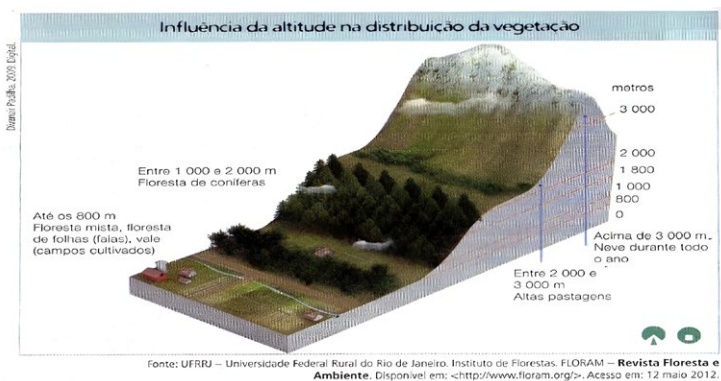 Influência da altitude na distribuição da vegetação
Divanzir Padilha. 2009. Digital.
metros
3 000
2 000
1 800
1 000
800
0
Entre 1 000 e 2 000 m
Floresta de coníferas
Até os 800 m
Floresta mista, floresta
de folhas (faias), vale
(campos cultivados)
Acima de 3 000 m.
Neve durante todo
o ano
Entre 2 000 e
3 000 m
Altas pastagens
Fonte: UFRRJ – Universidade Federal Rural do Rio de Janeiro. Instituto de Florestas. FLORAM – Revista Floresta e
Ambiente. Disponível em: <http://www.floram.org/>. Acesso em: 12 maio 2012.